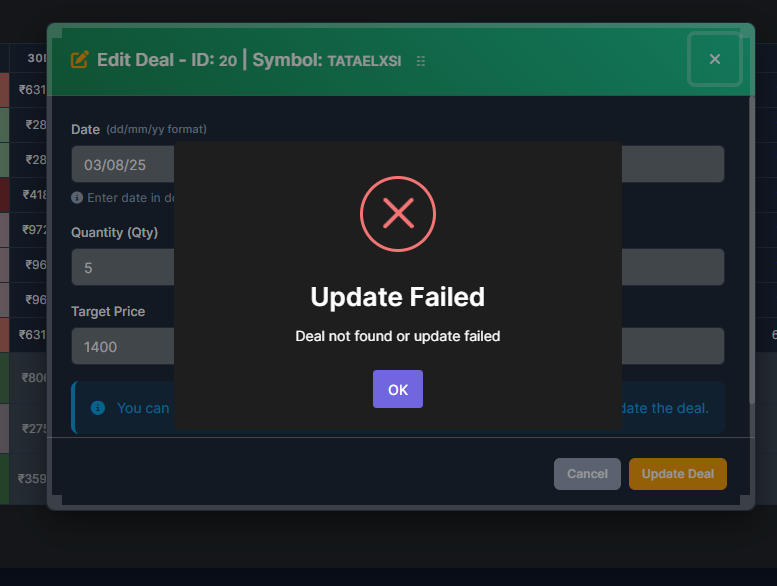 30
Edit Deal - ID: 20 | Symbol: TATAELXSI
₹631
₹28
₹28
₹418
₹972
₹96
₹96
₹631
6
₹806
₹275
₹359
Date (dd/mm/yy format)
03/08/25
Enter date in d
Quantity (Qty)
5
Target Price
1400
You can
date the deal.
Update Failed
Deal not found or update failed
OK
Cancel
Update Deal